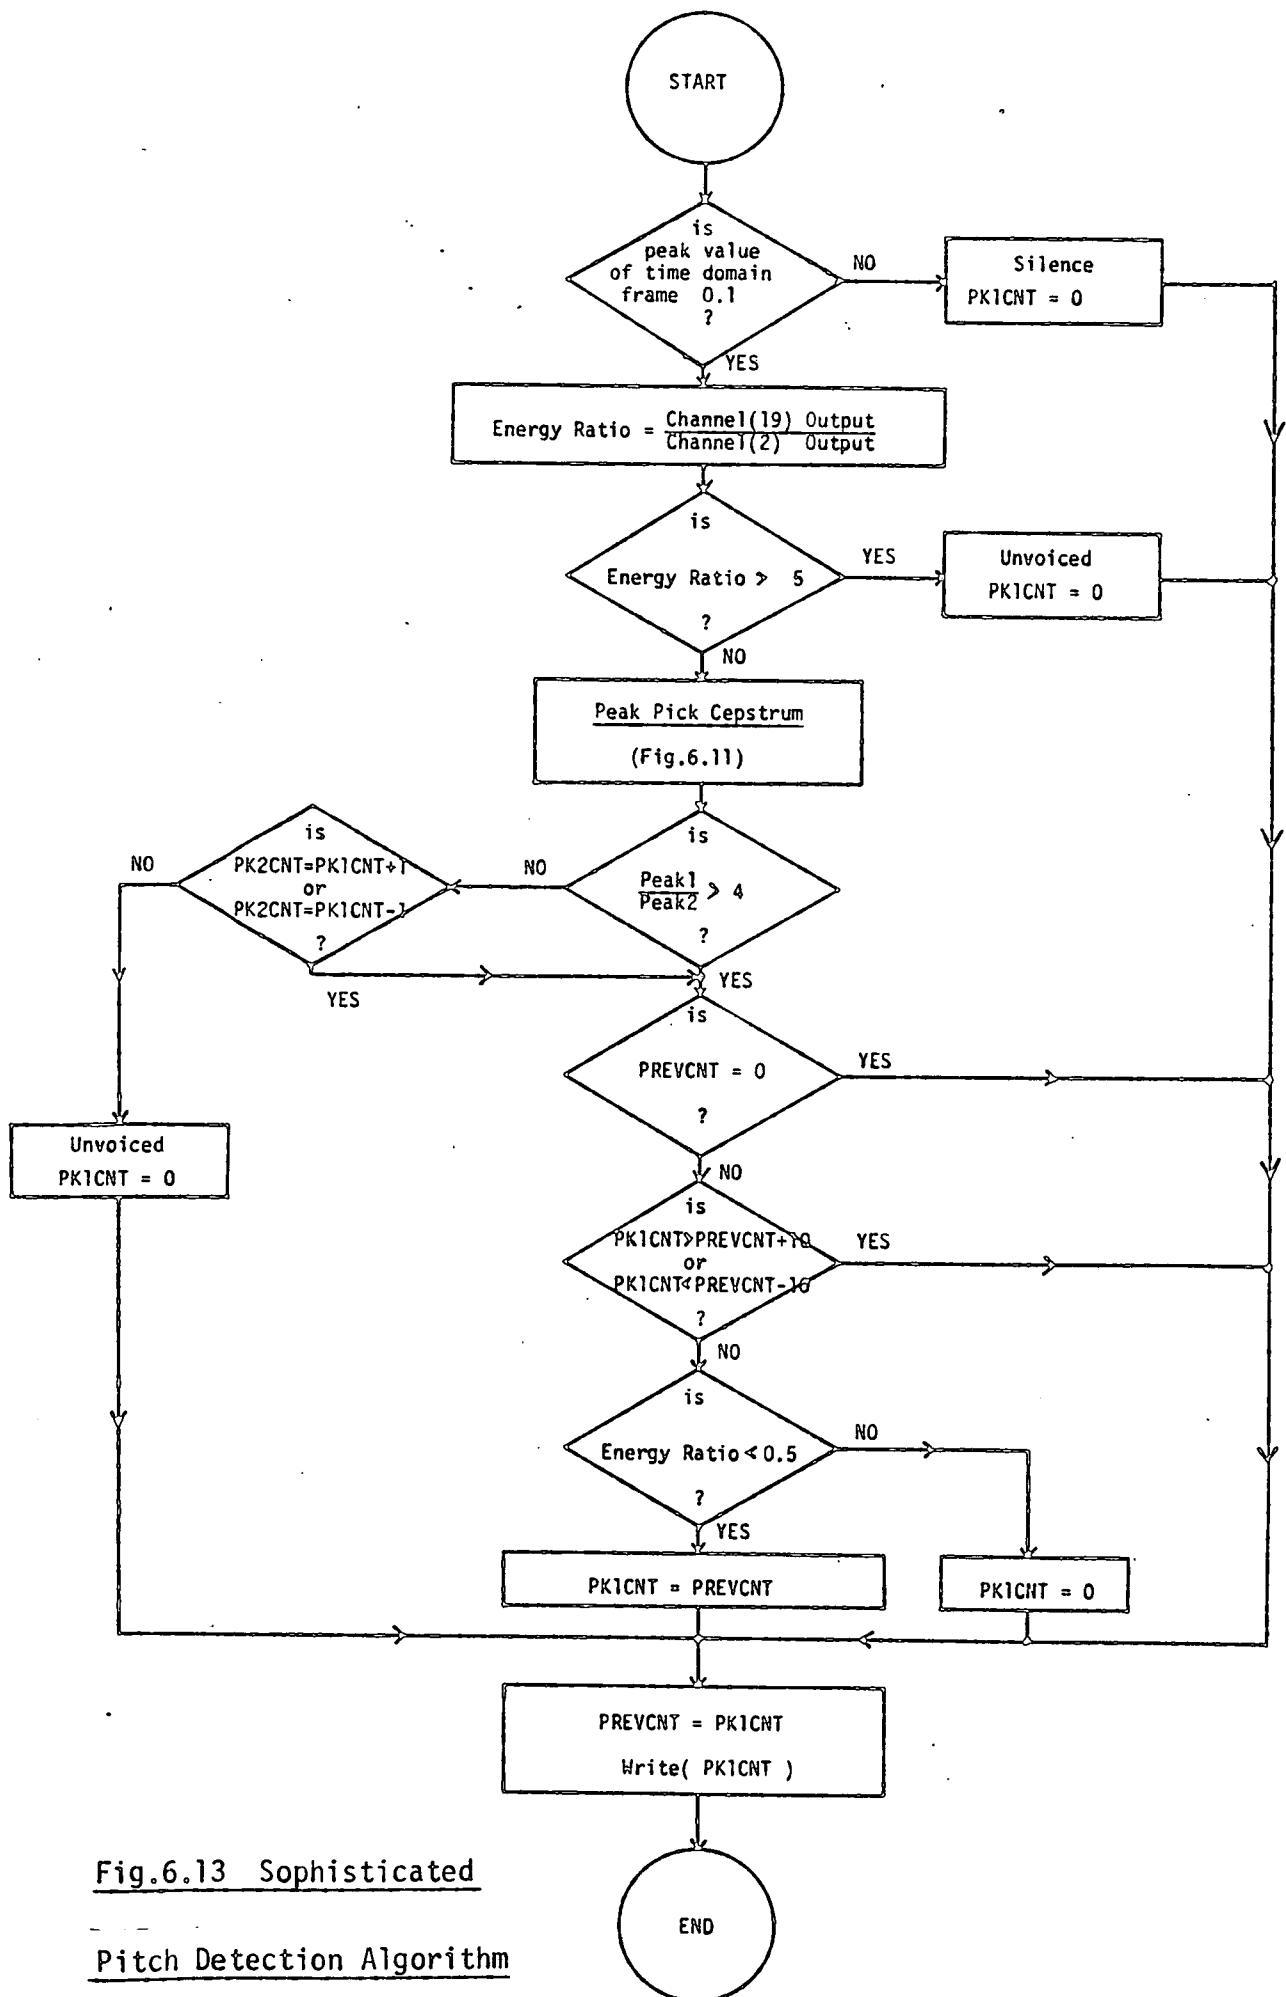 START
is
peak value
of time domain
frame 0.1
?
NO
Silence
PK1CNT = 0
YES
Energy Ratio = Channel(19) Output
Channel(2) Output
is
Energy Ratio > 5
?
YES
Unvoiced
PK1CNT = 0
NO
Peak Pick Cepstrum
(Fig.6.11)
is
Peak1
Peak2 > 4
?
NO
is
PK2CNT=PK1CNT+1
or
PK2CNT=PK1CNT-1
?
NO
YES
YES
is
PREVCNT = 0
?
YES
Unvoiced
PK1CNT = 0
NO
is
PK1CNT>PREVCNT+10
or
PK1CNT<PREVCNT-10
?
YES
NO
is
Energy Ratio < 0.5
?
NO
YES
PK1CNT = PREVCNT
PK1CNT = 0
PREVCNT = PK1CNT
Write( PK1CNT )
END
Fig.6.13 Sophisticated
Pitch Detection Algorithm